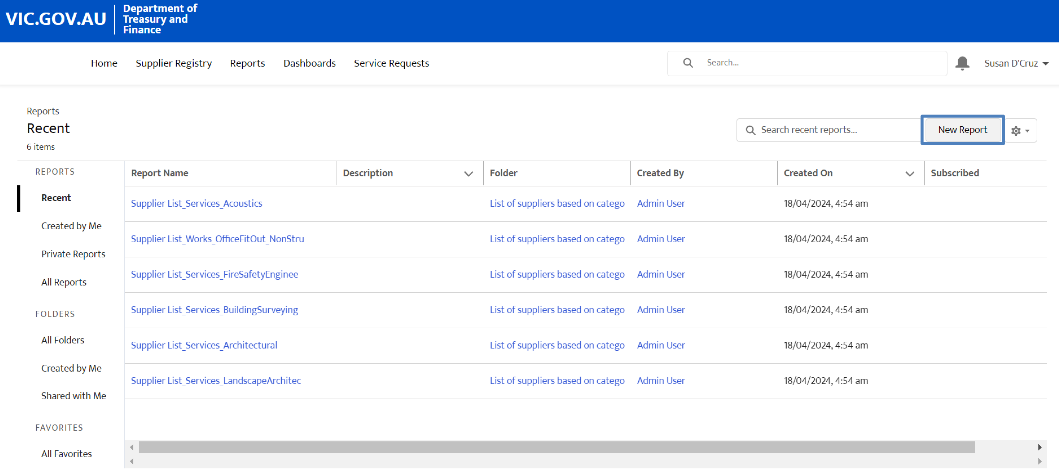 VIC.GOV.AU
Department of
Treasury and
Finance
Home Supplier Registry Reports Dashboards Service Requests Search... Susan D'Cruz
Reports
Recent
6 items
Search recent reports...
New Report
REPORTS
Recent
Created by Me
Private Reports
All Reports
FOLDERS
All Folders
Created by Me
Shared with Me
FAVORITES
All Favorites
Report Name Description Folder Created By Created On Subscribed
Supplier List_Services_Acoustics List of suppliers based on catego Admin User 18/04/2024, 4:54 am
Supplier List_Works_OfficeFitOut_NonStru List of suppliers based on catego Admin User 18/04/2024, 4:54 am
Supplier List_Services_FireSafetyEnginee List of suppliers based on catego Admin User 18/04/2024, 4:54 am
Supplier List_Services_BuildingSurveying List of suppliers based on catego Admin User 18/04/2024, 4:54 am
Supplier List_Services_Architectural List of suppliers based on catego Admin User 18/04/2024, 4:54 am
Supplier List_Services_LandscapeArchitec List of suppliers based on catego Admin User 18/04/2024, 4:54 am